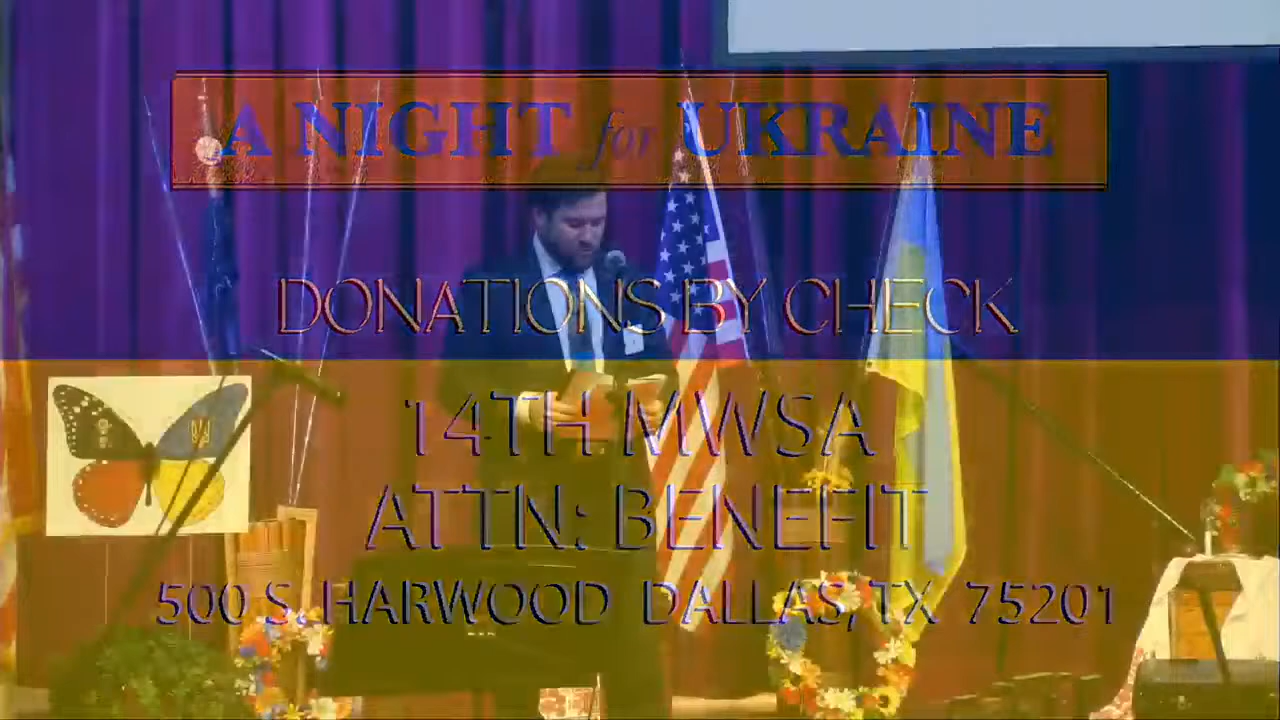 A NIGHT for UKRAINE
DONATIONS BY CHECK
14TH MWSA
ATTN: BENEFIT
500 S. HARWOOD DALLAS, TX 75201